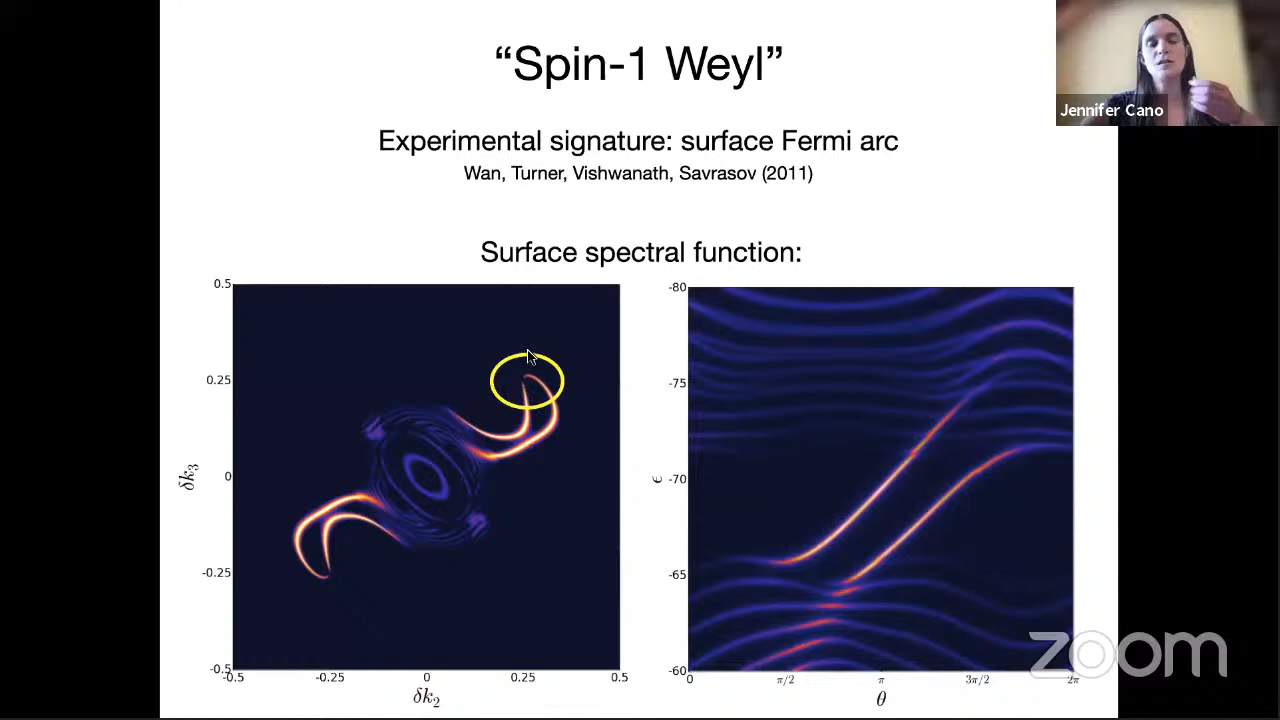 “Spin-1 Weyl”
Jennifer Cano
Experimental signature: surface Fermi arc
Wan, Turner, Vishwanath, Savrasov (2011)
Surface spectral function:
0.5
0.25
0
-0.25
-0.5
δk₃
-0.5
-0.25
0
0.25
0.5
δk₂
-80
-75
-70
-65
-60
ϵ
0
π/2
π
3π/2
2π
θ
zoom